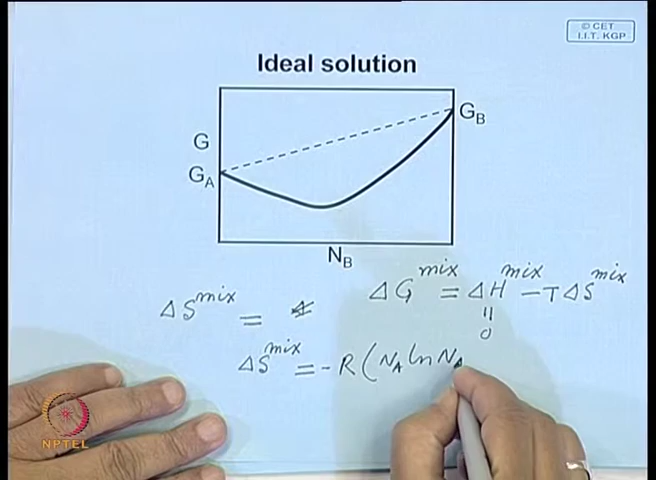 © CET
I.I.T. KGP
Ideal solution
G
G_A
G_B
N_B
ΔG^mix = ΔH^mix - TΔS^mix
ΔS^mix =
॥
0
ΔS^mix = - R ( N_A ln N_A
NPTEL